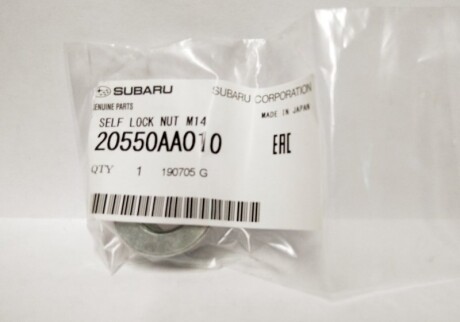 SUBARU SUBARU CORPORATION
GENUINE PARTS MADE IN JAPAN
SELF LOCK NUT M14
20550AA010 EAC
QTY 1 190705 G